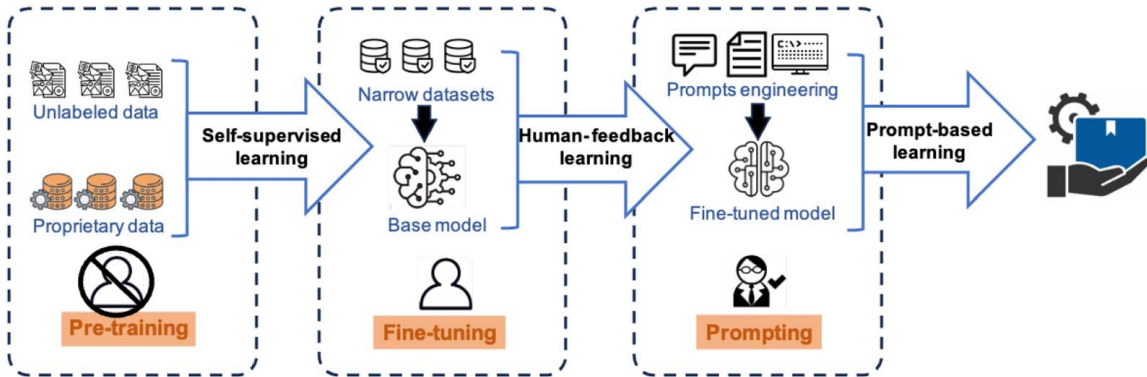 Unlabeled data
Proprietary data
Pre-training
Self-supervised
learning
Narrow datasets
Base model
Fine-tuning
Human-feedback
learning
C:\>
Prompts engineering
Fine-tuned model
Prompting
Prompt-based
learning